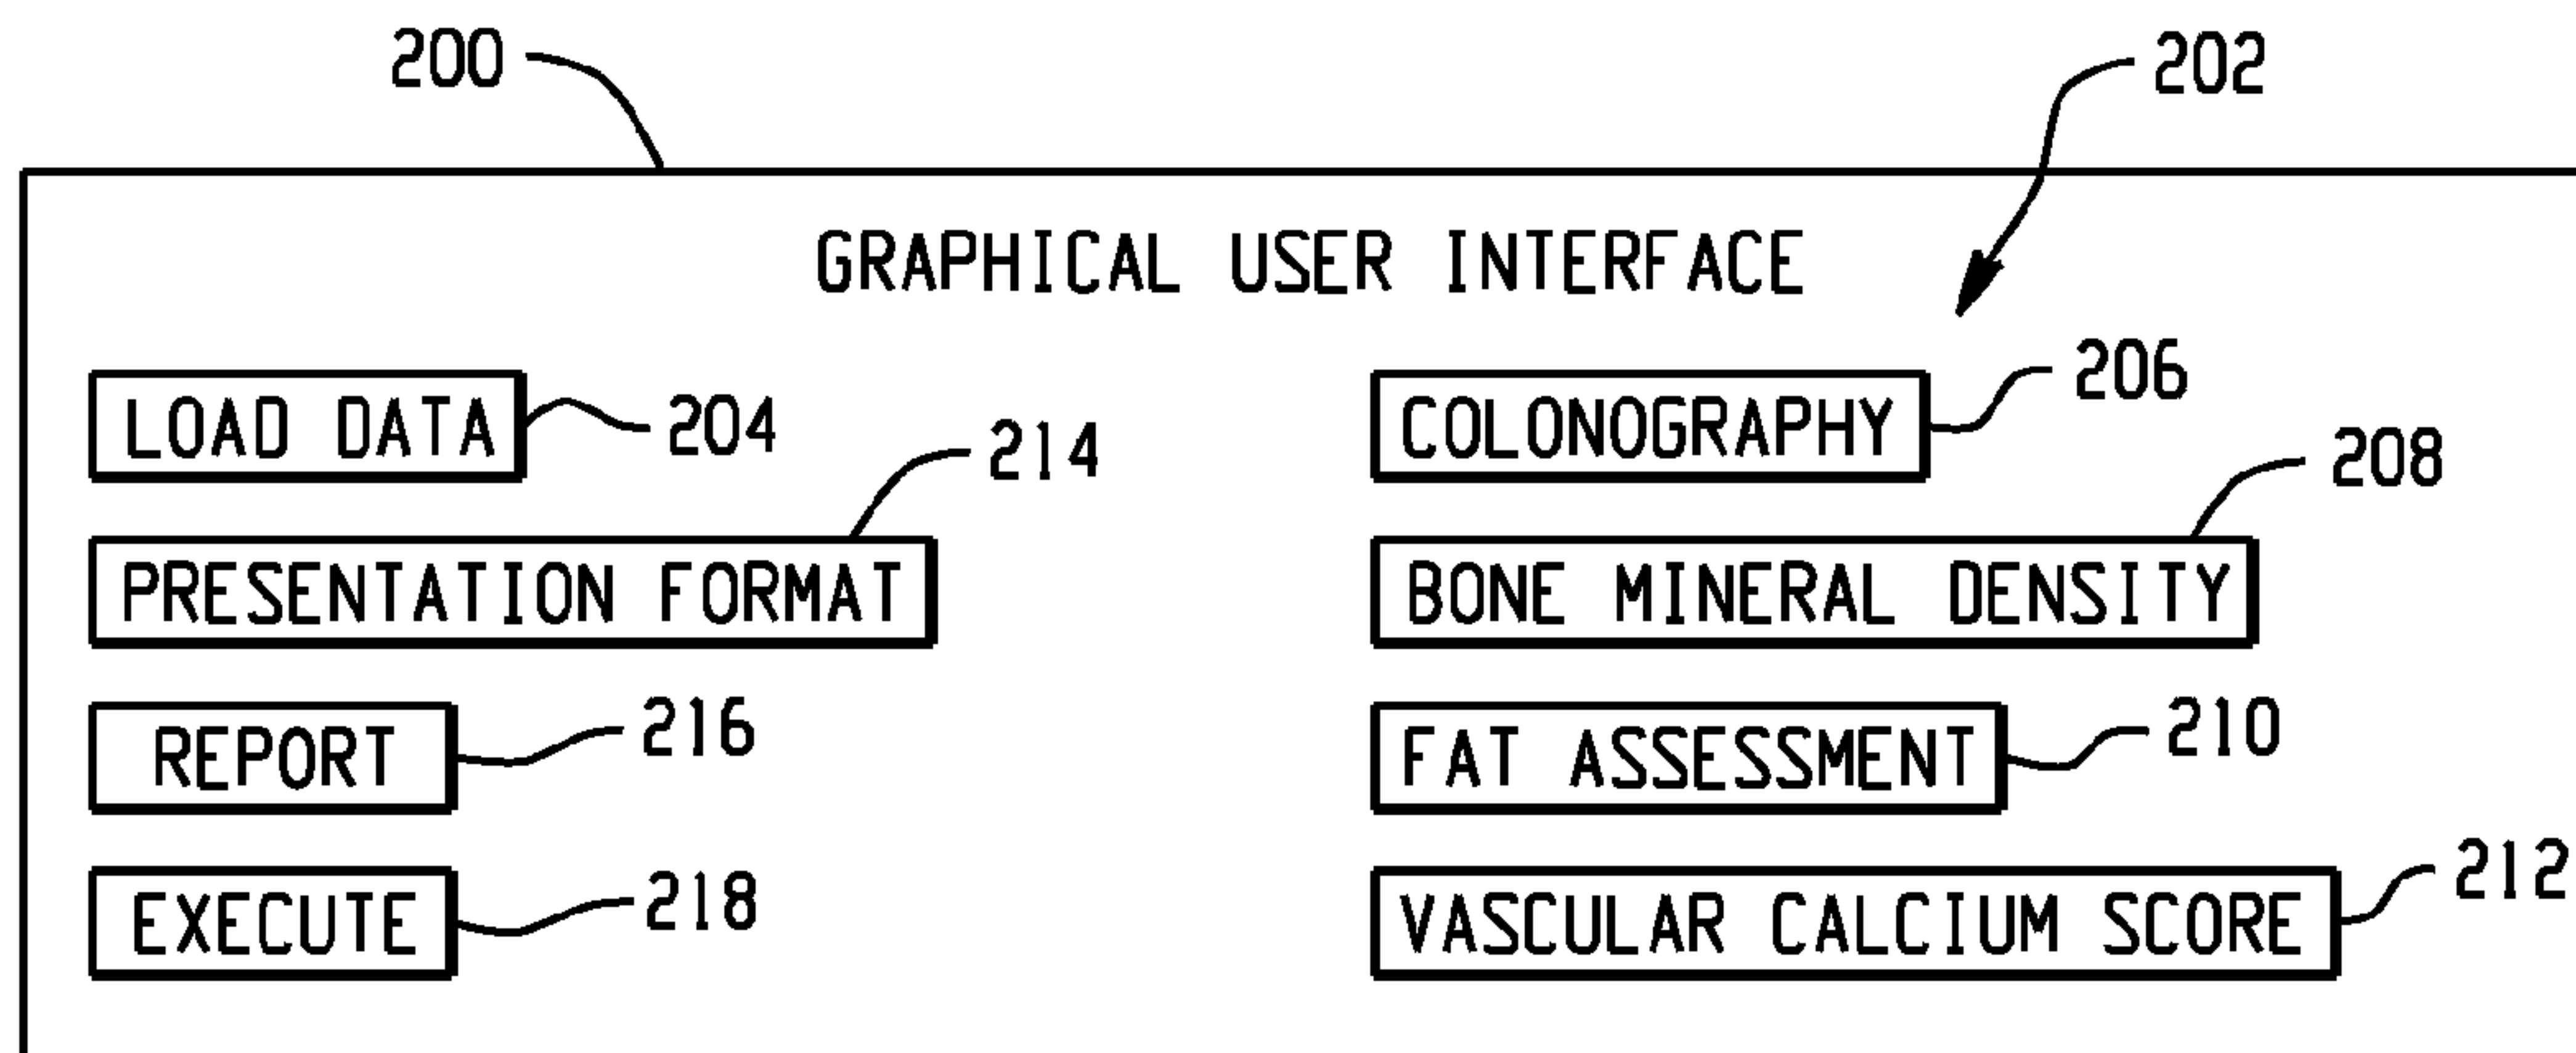 200
202
GRAPHICAL USER INTERFACE
LOAD DATA
204
COLONOGRAPHY
206
PRESENTATION FORMAT
214
BONE MINERAL DENSITY
208
REPORT
216
FAT ASSESSMENT
210
EXECUTE
218
VASCULAR CALCIUM SCORE
212